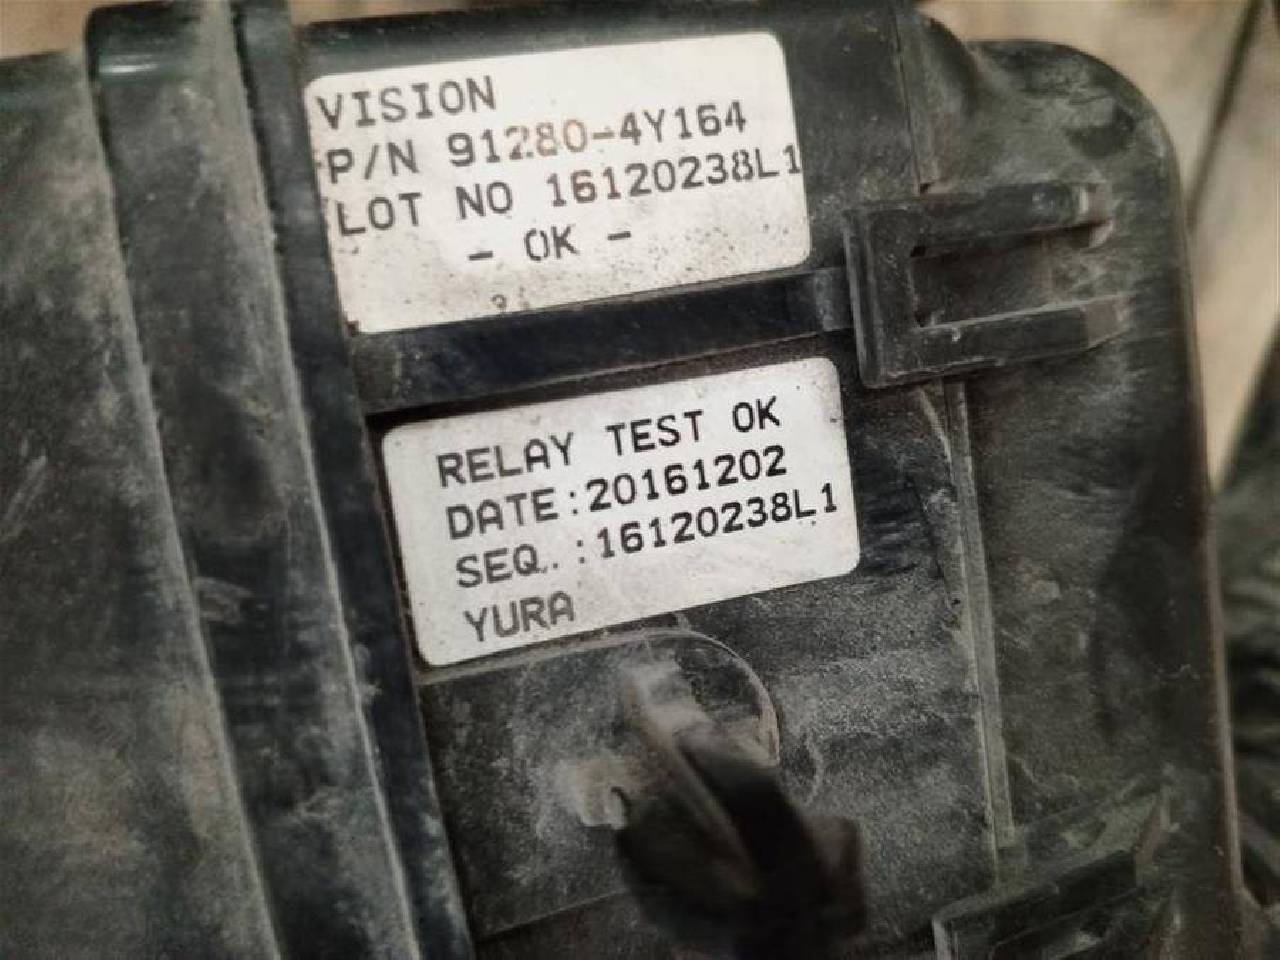 VISION
P/N 91280-4Y164
LOT NO 16120238L1
- OK -
RELAY TEST OK
DATE:20161202
SEQ. :16120238L1
YURA